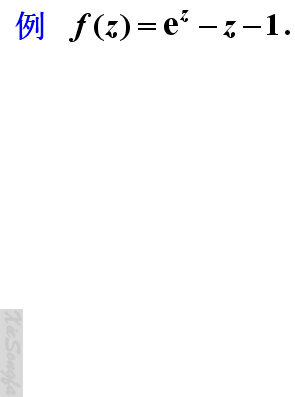 例 f(z) = e^z − z − 1.